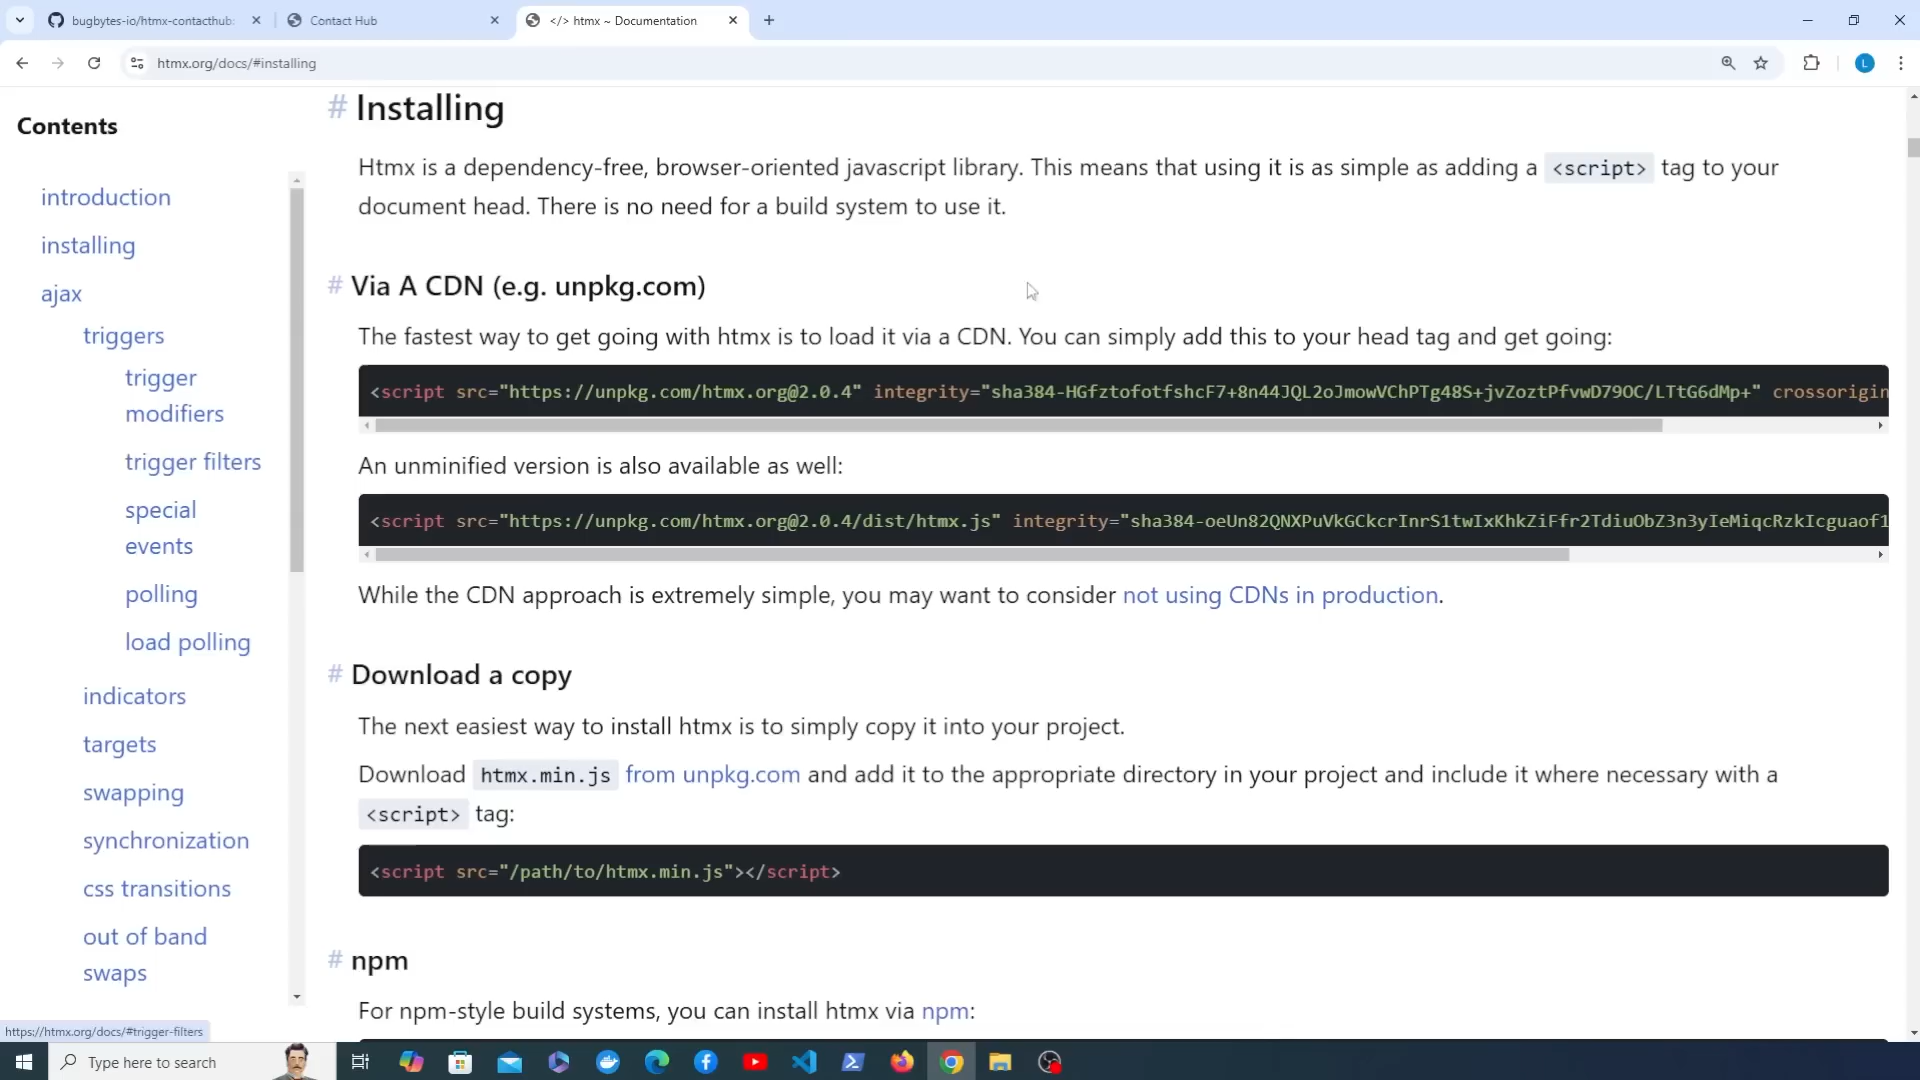 bugbytes-io/htmx-contacthub:
Contact Hub
</> htmx ~ Documentation
htmx.org/docs/#installing
L
Contents
introduction
installing
ajax
triggers
trigger
modifiers
trigger filters
special
events
polling
load polling
indicators
targets
swapping
synchronization
css transitions
out of band
swaps
# Installing
Htmx is a dependency-free, browser-oriented javascript library. This means that using it is as simple as adding a <script> tag to your
document head. There is no need for a build system to use it.
# Via A CDN (e.g. unpkg.com)
The fastest way to get going with htmx is to load it via a CDN. You can simply add this to your head tag and get going:
<script src="https://unpkg.com/htmx.org@2.0.4" integrity="sha384-HGfztofotfshcF7+8n44JQL2oJmowVChPTg48S+jvZoztPfvwD79OC/LTtG6dMp+" crossorigin
An unminified version is also available as well:
<script src="https://unpkg.com/htmx.org@2.0.4/dist/htmx.js" integrity="sha384-oeUn82QNXPuVkGCkcrInrS1twIxKhkZiFfr2TdiuObZ3n3yIeMiqcRzkIcguaof1
While the CDN approach is extremely simple, you may want to consider not using CDNs in production.
# Download a copy
The next easiest way to install htmx is to simply copy it into your project.
Download htmx.min.js from unpkg.com and add it to the appropriate directory in your project and include it where necessary with a
<script> tag:
<script src="/path/to/htmx.min.js"></script>
# npm
For npm-style build systems, you can install htmx via npm:
https://htmx.org/docs/#trigger-filters
Type here to search